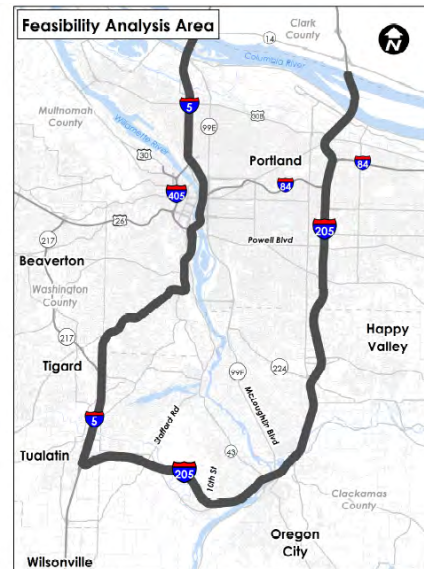 Feasibility Analysis Area
Clark
County
14
N
Columbia River
5
Multnomah
County
Willamette
River
99E
30B
30
Portland
84
84
405
26
205
217
Powell Blvd
Beaverton
Washington
County
Happy
Valley
217
Tigard
99E
224
McLoughlin Blvd
Stafford Rd
5
43
Tualatin
205
10th St
Clackamas
County
Oregon
City
Wilsonville